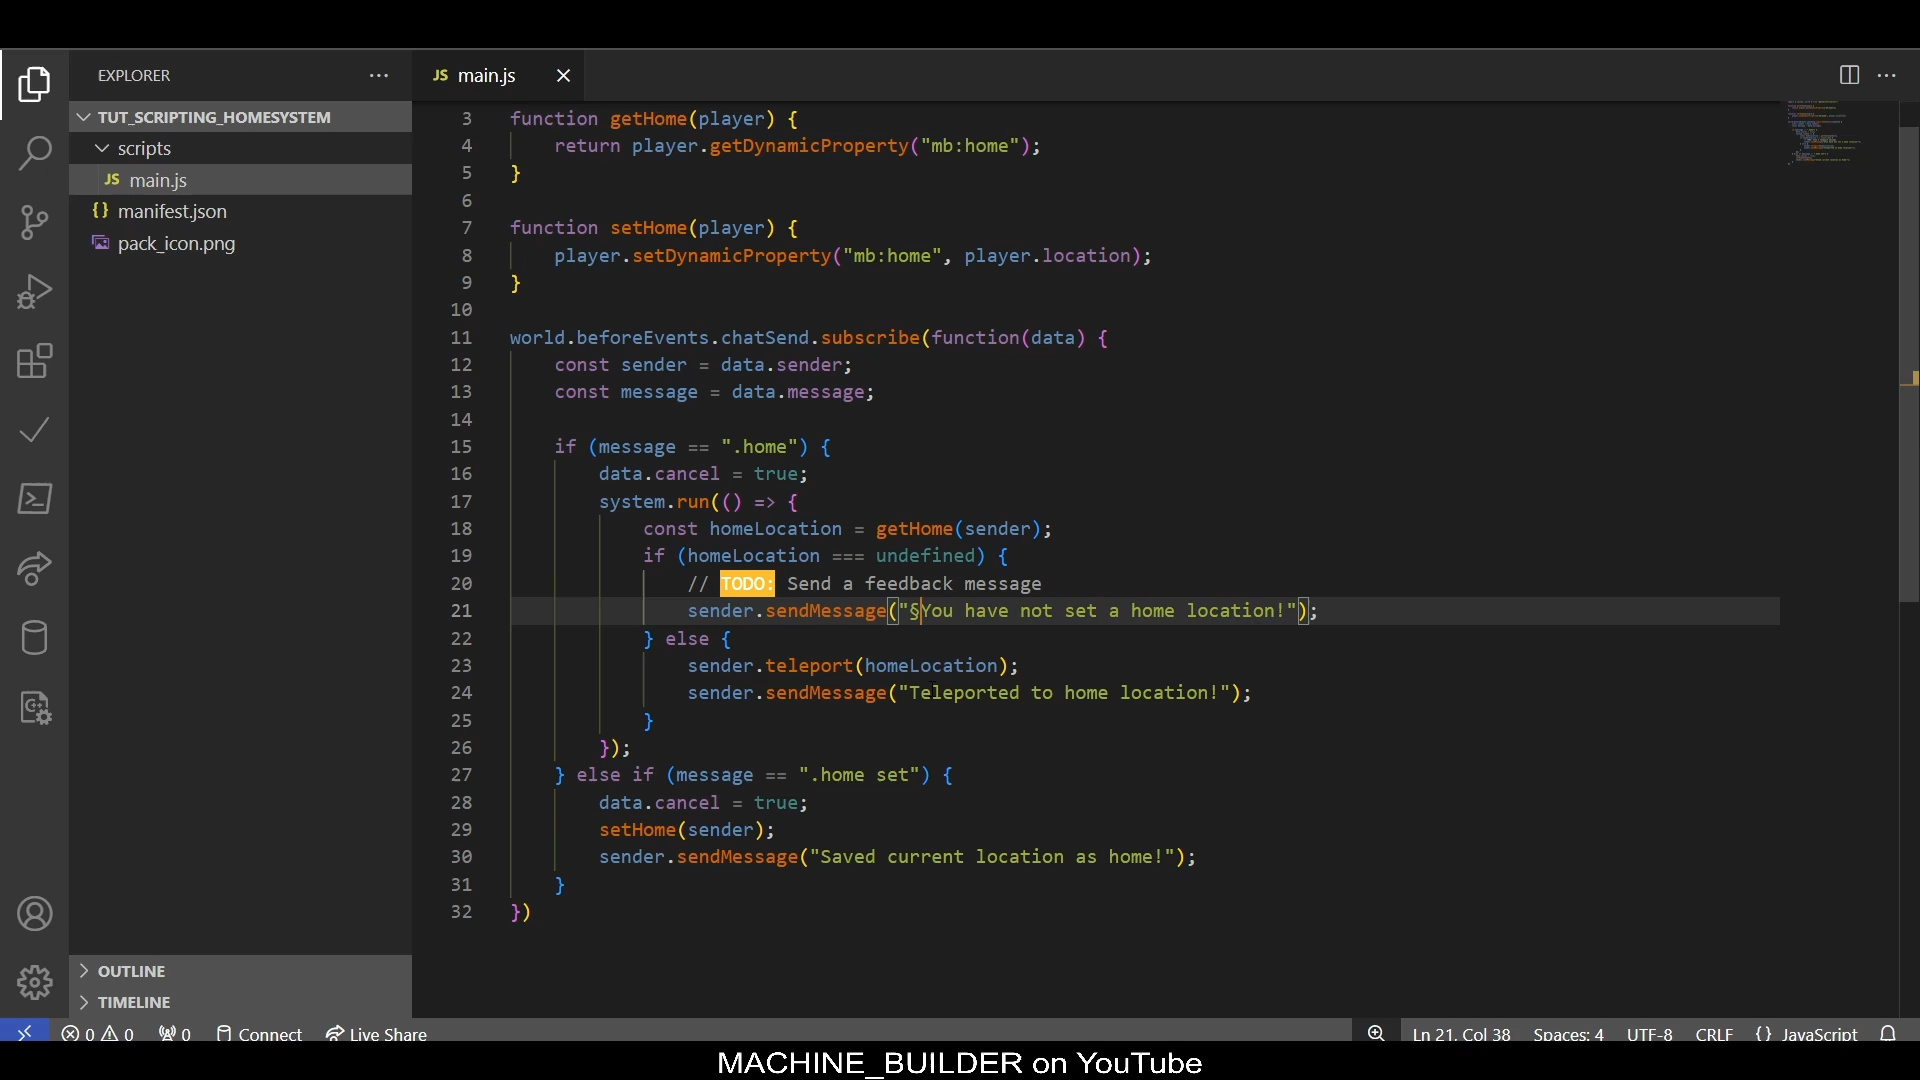 EXPLORER
JS main.js
TUT_SCRIPTING_HOMESYSTEM
scripts
JS main.js
{} manifest.json
pack_icon.png
3 function getHome(player) {
4 return player.getDynamicProperty("mb:home");
5 }
6
7 function setHome(player) {
8 player.setDynamicProperty("mb:home", player.location);
9 }
10
11 world.beforeEvents.chatSend.subscribe(function(data) {
12 const sender = data.sender;
13 const message = data.message;
14
15 if (message == ".home") {
16 data.cancel = true;
17 system.run(() => {
18 const homeLocation = getHome(sender);
19 if (homeLocation === undefined) {
20 // TODO: Send a feedback message
21 sender.sendMessage("§You have not set a home location!");
22 } else {
23 sender.teleport(homeLocation);
24 sender.sendMessage("Teleported to home location!");
25 }
26 });
27 } else if (message == ".home set") {
28 data.cancel = true;
29 setHome(sender);
30 sender.sendMessage("Saved current location as home!");
31 }
32 })
OUTLINE
TIMELINE
0 0 0 Connect Live Share Ln 21, Col 38 Spaces: 4 UTF-8 CRLF {} JavaScript
MACHINE_BUILDER on YouTube